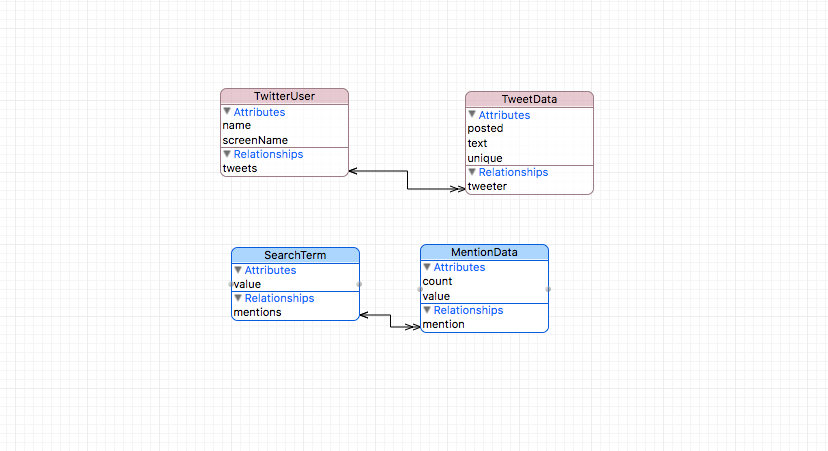 TwitterUser
Attributes
name
screenName
Relationships
tweets
TweetData
Attributes
posted
text
unique
Relationships
tweeter
SearchTerm
Attributes
value
Relationships
mentions
MentionData
Attributes
count
value
Relationships
mention